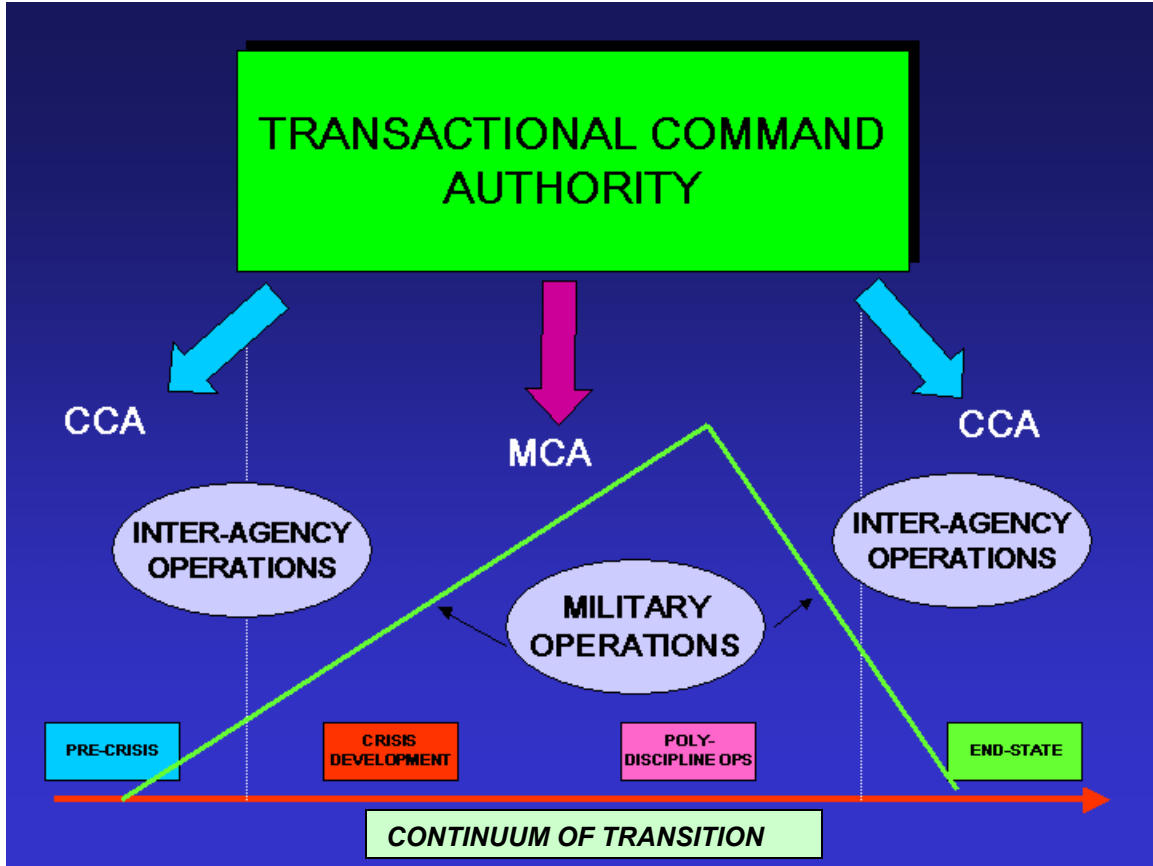 TRANSACTIONAL COMMAND
AUTHORITY
CCA
MCA
CCA
INTER-AGENCY
OPERATIONS
INTER-AGENCY
OPERATIONS
MILITARY
OPERATIONS
PRE-CRISIS
CRISIS
DEVELOPMENT
POLY-
DISCIPLINE OPS
END-STATE
CONTINUUM OF TRANSITION